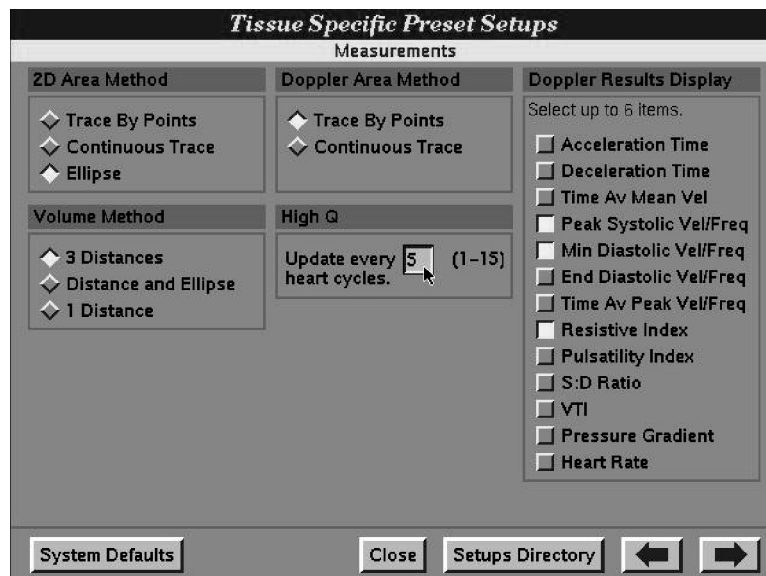 Tissue Specific Preset Setups
Measurements
2D Area Method
Trace By Points
Continuous Trace
Ellipse
Doppler Area Method
Trace By Points
Continuous Trace
Doppler Results Display
Select up to 6 items.
Acceleration Time
Deceleration Time
Time Av Mean Vel
Peak Systolic Vel/Freq
Min Diastolic Vel/Freq
End Diastolic Vel/Freq
Time Av Peak Vel/Freq
Resistive Index
Pulsatility Index
S:D Ratio
VTI
Pressure Gradient
Heart Rate
Volume Method
3 Distances
Distance and Ellipse
1 Distance
High Q
Update every 5 (1-15)
heart cycles.
System Defaults
Close
Setups Directory